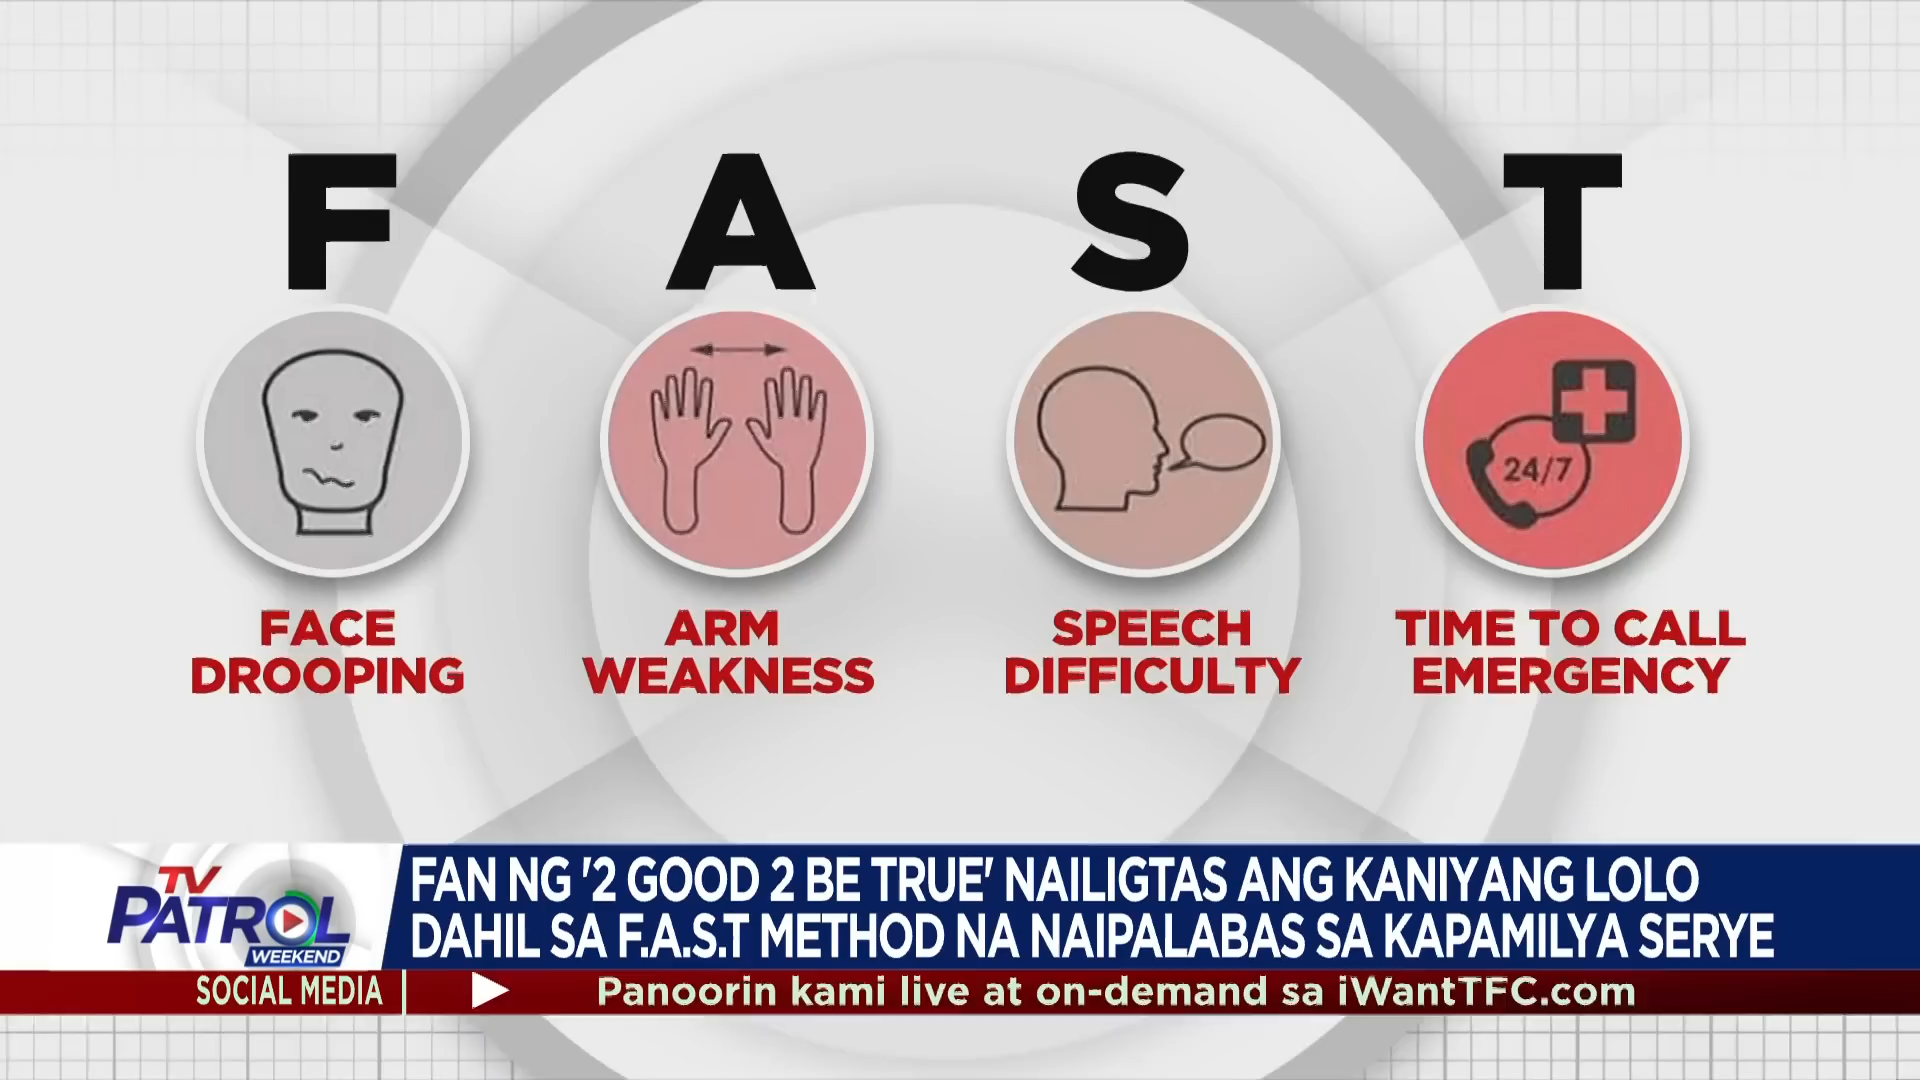 F A S T
24/7
FACE DROOPING
ARM WEAKNESS
SPEECH DIFFICULTY
TIME TO CALL EMERGENCY
TV PATROL WEEKEND
FAN NG '2 GOOD 2 BE TRUE' NAILIGTAS ANG KANIYANG LOLO
DAHIL SA F.A.S.T METHOD NA NAIPALABAS SA KAPAMILYA SERYE
SOCIAL MEDIA
Panoorin kami live at on-demand sa iWantTFC.com